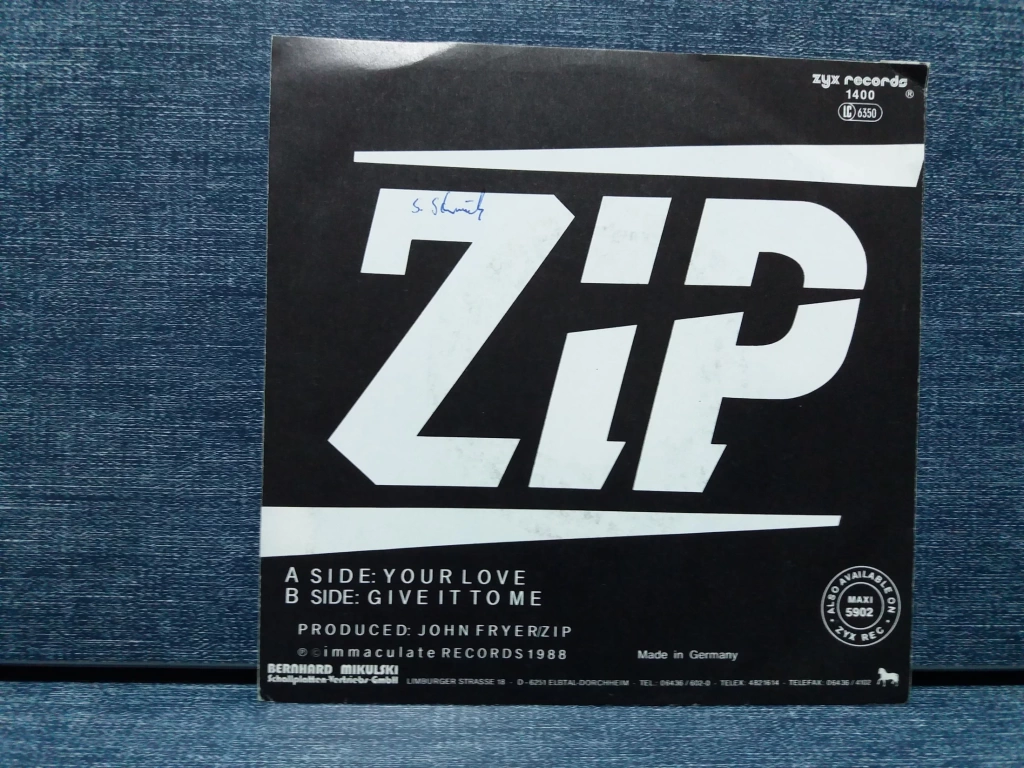 zyx records
1400 ®
LC 6350
ZIP
A SIDE: YOUR LOVE
B SIDE: GIVE IT TO ME
PRODUCED: JOHN FRYER/ZIP
℗ © immaculate RECORDS 1988
Made in Germany
ALSO AVAILABLE ON
MAXI
5902
ZYX REC
BERNHARD MIKULSKI
Schallplatten-Vertriebs-GmbH
LIMBURGER STRASSE 18 · D-6251 ELBTAL-DORCHHEIM · TEL.: 06436 / 602-0 · TELEX: 4821614 · TELEFAX: 06436 / 4102